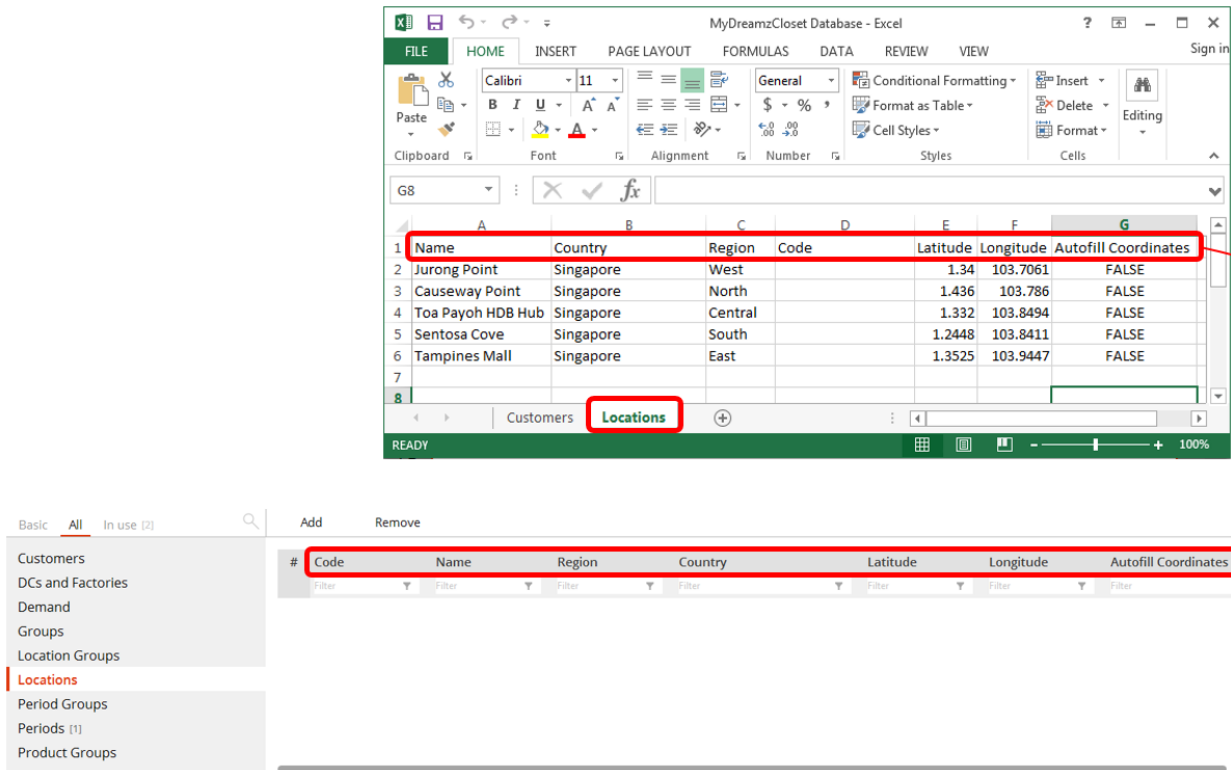 MyDreamzCloset Database - Excel
?
FILE HOME INSERT PAGE LAYOUT FORMULAS DATA REVIEW VIEW Sign in
Calibri 11 General Conditional Formatting Insert
Paste B I U A A $ % , Format as Table Delete Editing
A Cell Styles Format
Clipboard Font Alignment Number Styles Cells
G8 fx
A B C D E F G
1 Name Country Region Code Latitude Longitude Autofill Coordinates
2 Jurong Point Singapore West 1.34 103.7061 FALSE
3 Causeway Point Singapore North 1.436 103.786 FALSE
4 Toa Payoh HDB Hub Singapore Central 1.332 103.8494 FALSE
5 Sentosa Cove Singapore South 1.2448 103.8411 FALSE
6 Tampines Mall Singapore East 1.3525 103.9447 FALSE
7
8
Customers Locations
READY 100%
Basic All In use [2] Add Remove
# Code Name Region Country Latitude Longitude Autofill Coordinates
Filter Filter Filter Filter Filter Filter Filter
Customers
DCs and Factories
Demand
Groups
Location Groups
Locations
Period Groups
Periods [1]
Product Groups